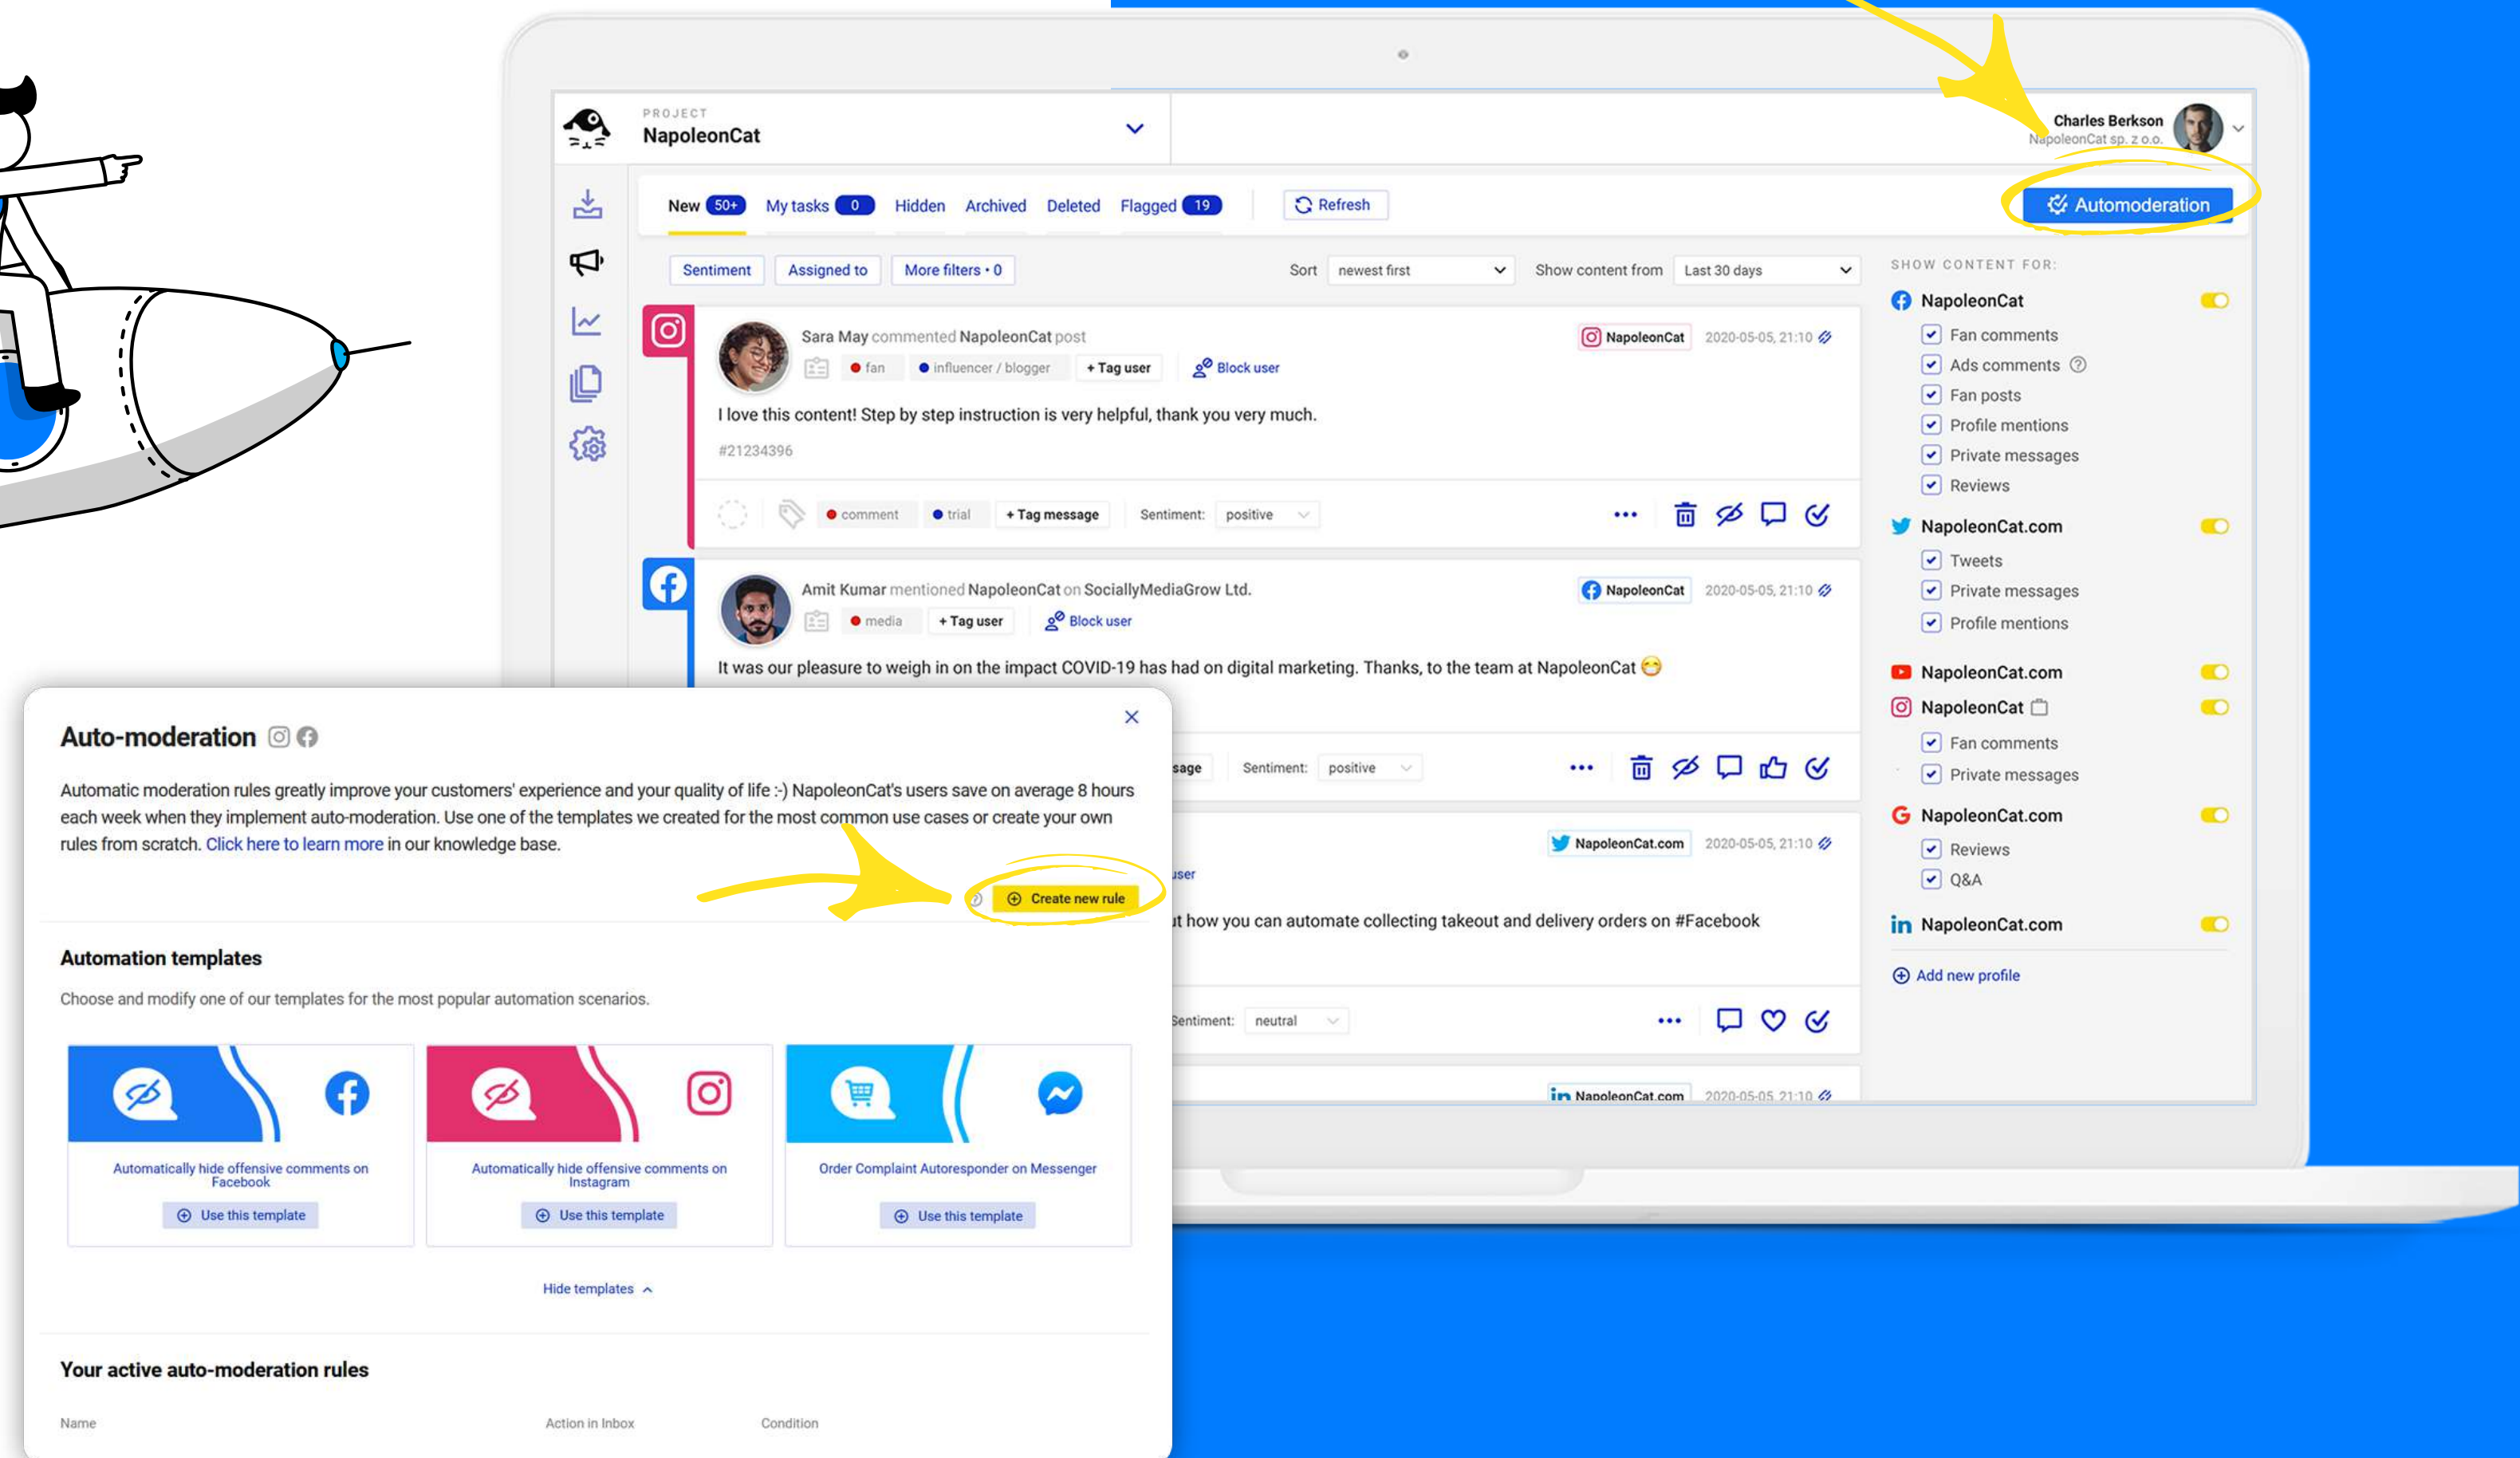 PROJECT
NapoleonCat
Charles Berkson
NapoleonCat sp. z o.o.
New 50+ My tasks 0 Hidden Archived Deleted Flagged 19 Refresh
Automoderation
Sentiment Assigned to More filters • 0
Sort newest first Show content from Last 30 days
Sara May commented NapoleonCat post
NapoleonCat 2020-05-05, 21:10
fan influencer / blogger + Tag user Block user
I love this content! Step by step instruction is very helpful, thank you very much.
#21234396
comment trial + Tag message Sentiment: positive
Amit Kumar mentioned NapoleonCat on SociallyMediaGrow Ltd.
NapoleonCat 2020-05-05, 21:10
media + Tag user Block user
It was our pleasure to weigh in on the impact COVID-19 has had on digital marketing. Thanks, to the team at NapoleonCat
Sentiment: positive
NapoleonCat.com 2020-05-05, 21:10
how you can automate collecting takeout and delivery orders on #Facebook
Sentiment: neutral
NapoleonCat.com 2020-05-05, 21:10
SHOW CONTENT FOR:
NapoleonCat
Fan comments
Ads comments
Fan posts
Profile mentions
Private messages
Reviews
NapoleonCat.com
Tweets
Private messages
Profile mentions
NapoleonCat.com
NapoleonCat
Fan comments
Private messages
NapoleonCat.com
Reviews
Q&A
NapoleonCat.com
Add new profile
Auto-moderation
Automatic moderation rules greatly improve your customers' experience and your quality of life :-) NapoleonCat's users save on average 8 hours
each week when they implement auto-moderation. Use one of the templates we created for the most common use cases or create your own
rules from scratch. Click here to learn more in our knowledge base.
Create new rule
Automation templates
Choose and modify one of our templates for the most popular automation scenarios.
Automatically hide offensive comments on
Facebook
Use this template
Automatically hide offensive comments on
Instagram
Use this template
Order Complaint Autoresponder on Messenger
Use this template
Hide templates
Your active auto-moderation rules
Name Action in Inbox Condition